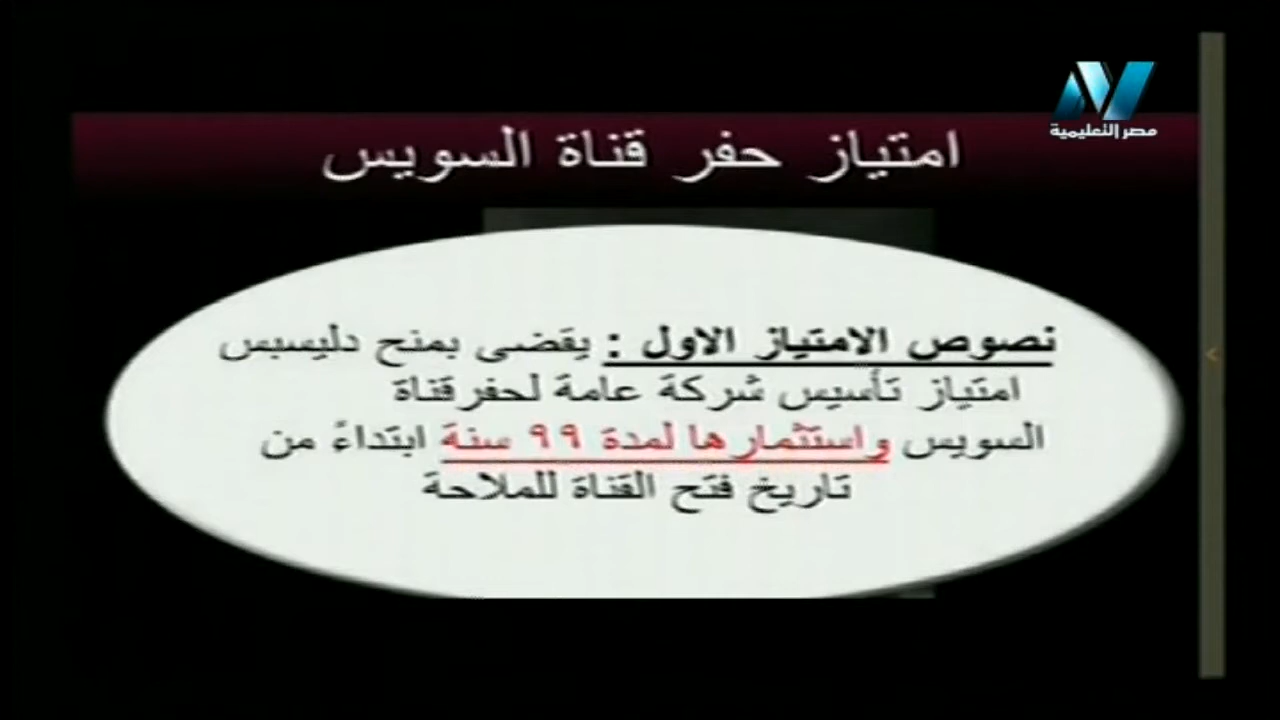 مصر التعليمية
امتياز حفر قناة السويس
نصوص الامتياز الاول : يقضى بمنح دليسبس
امتياز تأسيس شركة عامة لحفرقناة
السويس واستثمارها لمدة ٩٩ سنة ابتداءً من
تاريخ فتح القناة للملاحة